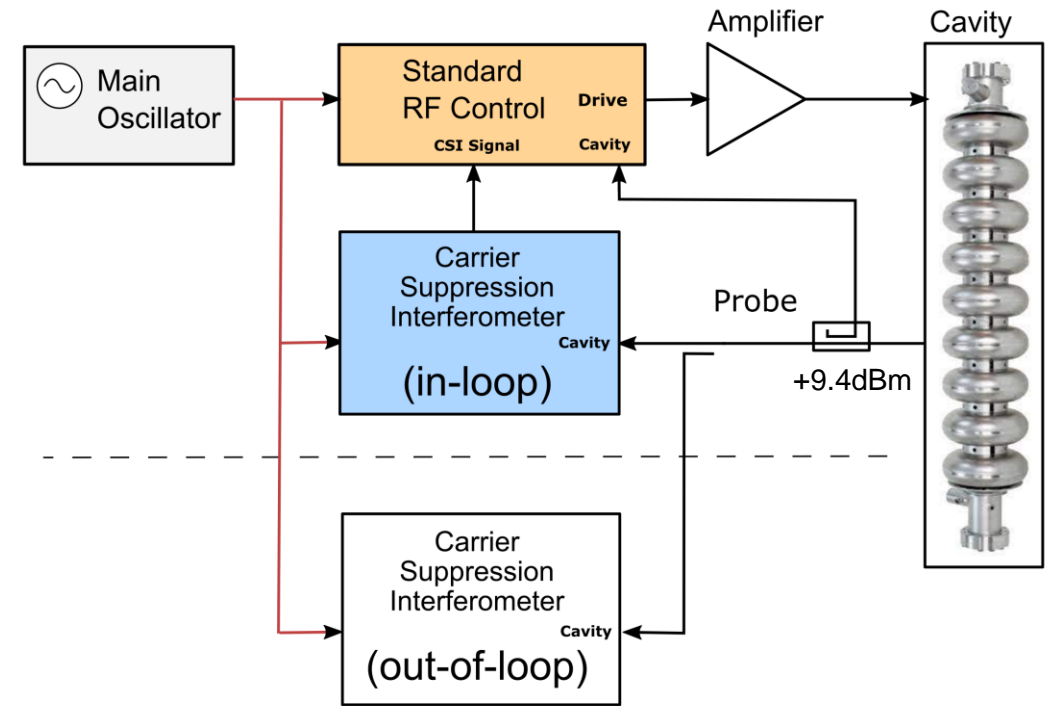 Amplifier
Cavity
Main
Oscillator
Standard
RF Control
Drive
CSI Signal
Cavity
Carrier
Suppression
Interferometer
Cavity
(in-loop)
Probe
+9.4dBm
Carrier
Suppression
Interferometer
Cavity
(out-of-loop)